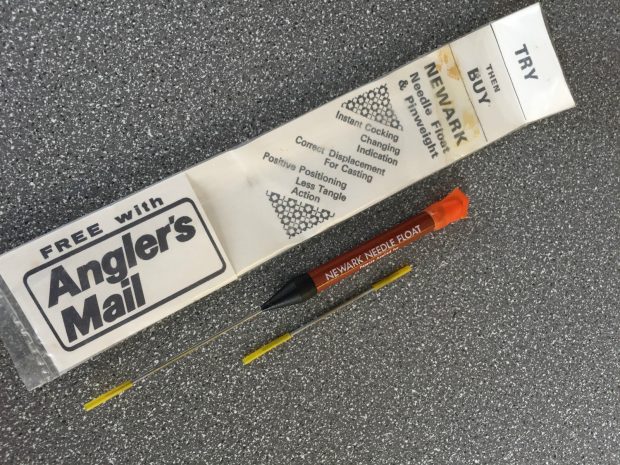 TRY
THEN
BUY
NEWARK
Needle Float
& Pinweight
Instant Cocking
Changing
Indication
Correct Displacement
For Casting
Positive Positioning
Less Tangle
Action
FREE with
Angler's
Mail
NEWARK NEEDLE FLOAT